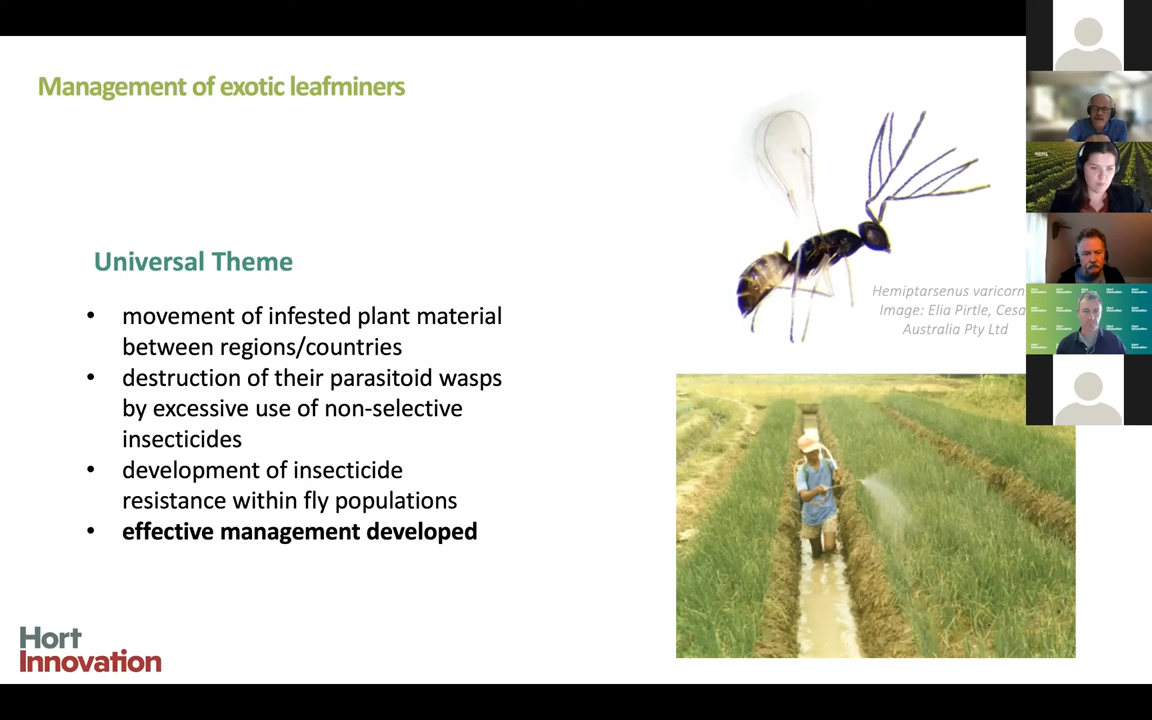 Management of exotic leafminers
Universal Theme
• movement of infested plant material
between regions/countries
• destruction of their parasitoid wasps
by excessive use of non-selective
insecticides
• development of insecticide
resistance within fly populations
• effective management developed
Hemiptarsenus varicorn
Image: Elia Pirtle, Cesa
Australia Pty Ltd
Hort
Innovation